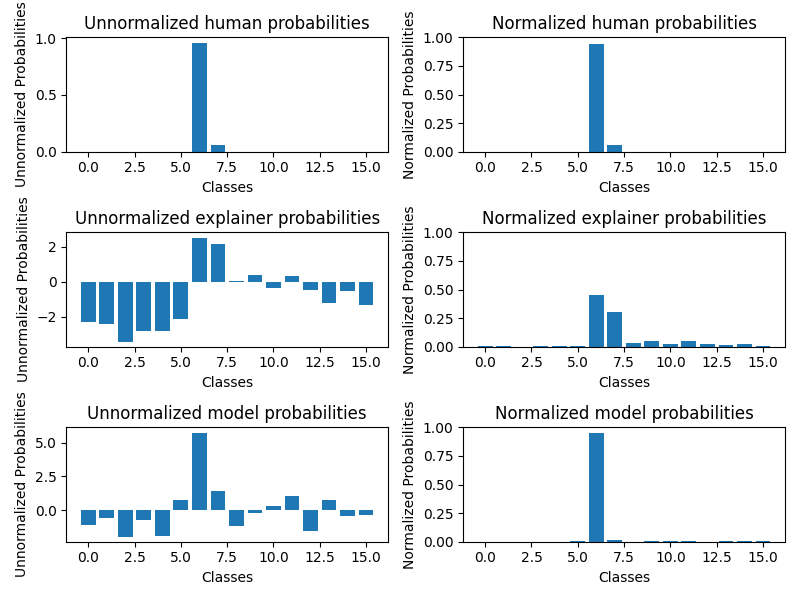 Unnormalized human probabilities
Unnormalized Probabilities
1.0
0.5
0.0
0.0 2.5 5.0 7.5 10.0 12.5 15.0
Classes
Normalized human probabilities
Normalized Probabilities
1.00
0.75
0.50
0.25
0.00
0.0 2.5 5.0 7.5 10.0 12.5 15.0
Classes
Unnormalized explainer probabilities
Unnormalized Probabilities
2
0
−2
0.0 2.5 5.0 7.5 10.0 12.5 15.0
Classes
Normalized explainer probabilities
Normalized Probabilities
1.00
0.75
0.50
0.25
0.00
0.0 2.5 5.0 7.5 10.0 12.5 15.0
Classes
Unnormalized model probabilities
Unnormalized Probabilities
5.0
2.5
0.0
0.0 2.5 5.0 7.5 10.0 12.5 15.0
Classes
Normalized model probabilities
Normalized Probabilities
1.00
0.75
0.50
0.25
0.00
0.0 2.5 5.0 7.5 10.0 12.5 15.0
Classes